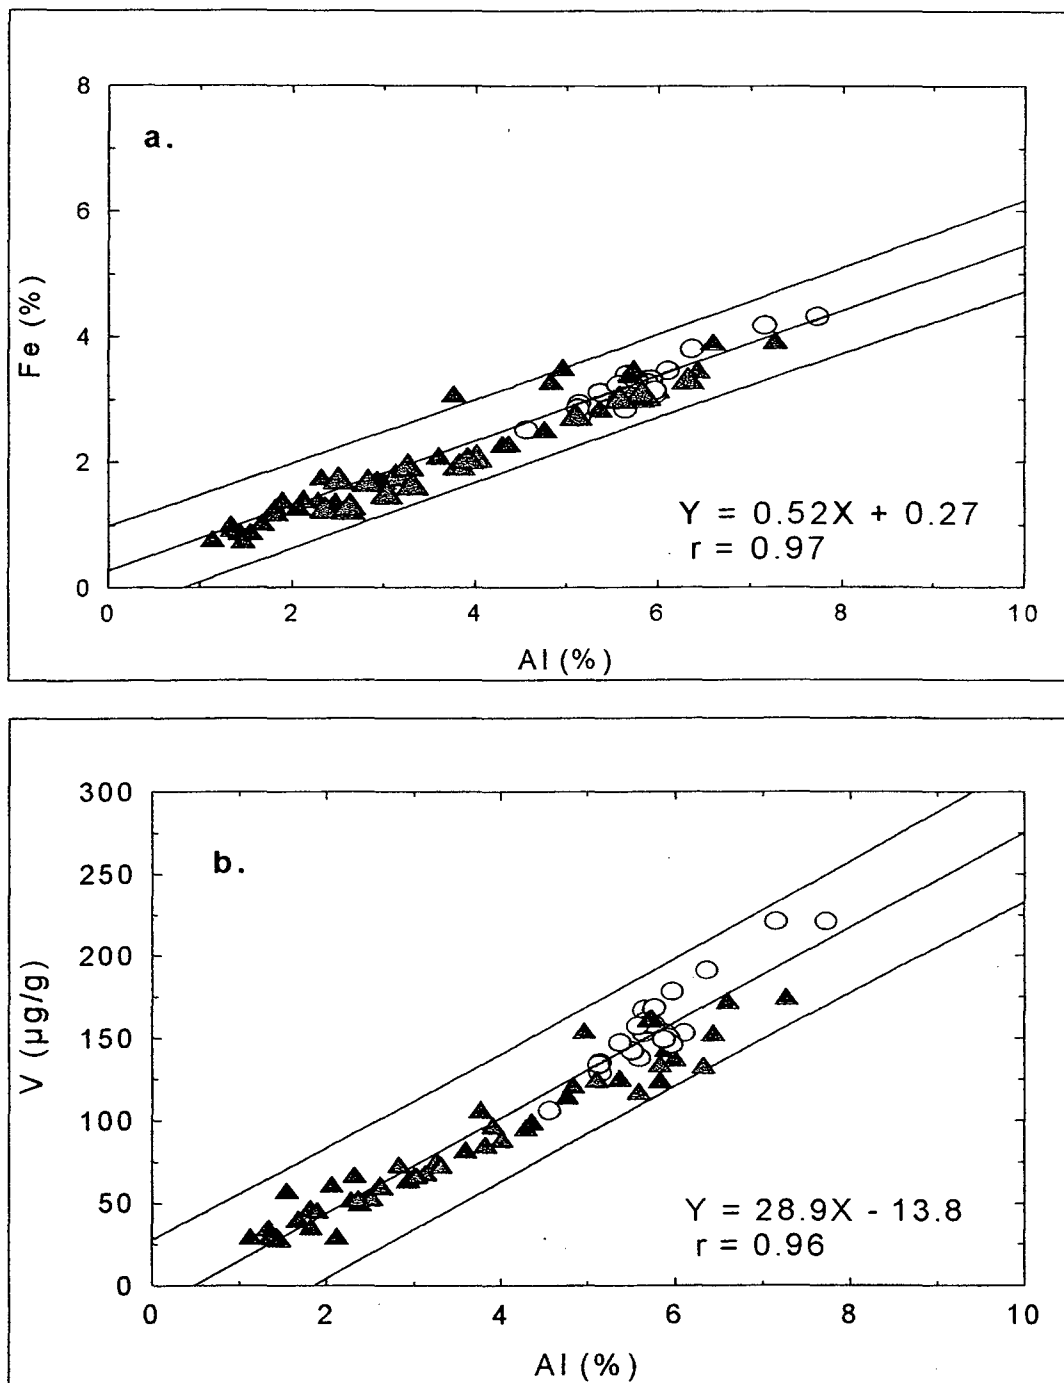 8
a.
6
Fe (%)
4
2
Y = 0.52X + 0.27
r = 0.97
0
0 2 4 6 8 10
Al (%)
300
b.
250
200
V (µg/g)
150
100
50
Y = 28.9X - 13.8
r = 0.96
0
0 2 4 6 8 10
Al (%)